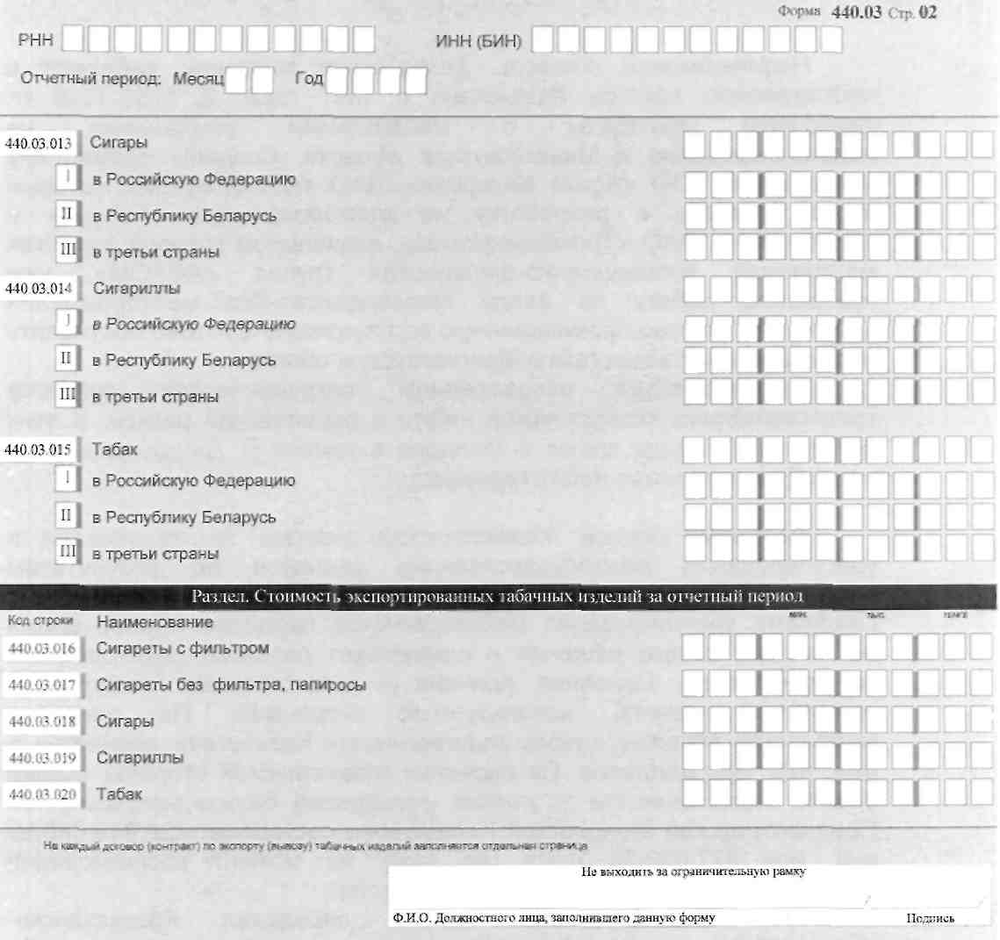 Форма 440.03 Стр. 02
РНН ИНН (БИН)
Отчетный период: Месяц Год
440.03.013 Сигары
I в Российскую Федерацию
II в Республику Беларусь
III в третьи страны
440 03.014 Сигариллы
I в Российскую Федерацию
II в Республику Беларусь
III в третьи страны
440.03.015 Табак
I в Российскую Федерацию
II в Республику Беларусь
III в третьи страны
Раздел. Стоимость экспортированных табачных изделий за отчетный период
Код строки Наименование млн. тыс. тенге
440.03.016 Сигареты с фильтром
440.03.017 Сигареты без фильтра, папиросы
440.03.018 Сигары
440.03.019 Сигариллы
440.03.020 Табак
На каждый договор (контракт) по экспорту (вывозу) табачных изделий заполняется отдельная страница
Не выходить за ограничительную рамку
/ /
Ф.И.О. Должностного лица, заполнившего данную форму Подпись